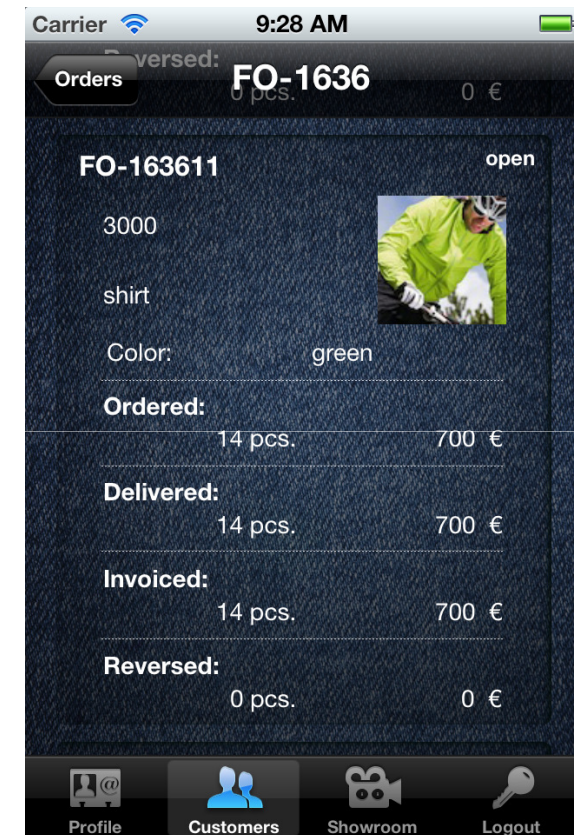 Carrier 9:28 AM
Reversed:
Orders FO-1636
0 pcs. 0 €
FO-163611 open
3000
shirt
Color: green
Ordered:
14 pcs. 700 €
Delivered:
14 pcs. 700 €
Invoiced:
14 pcs. 700 €
Reversed:
0 pcs. 0 €
@
Profile Customers Showroom Logout